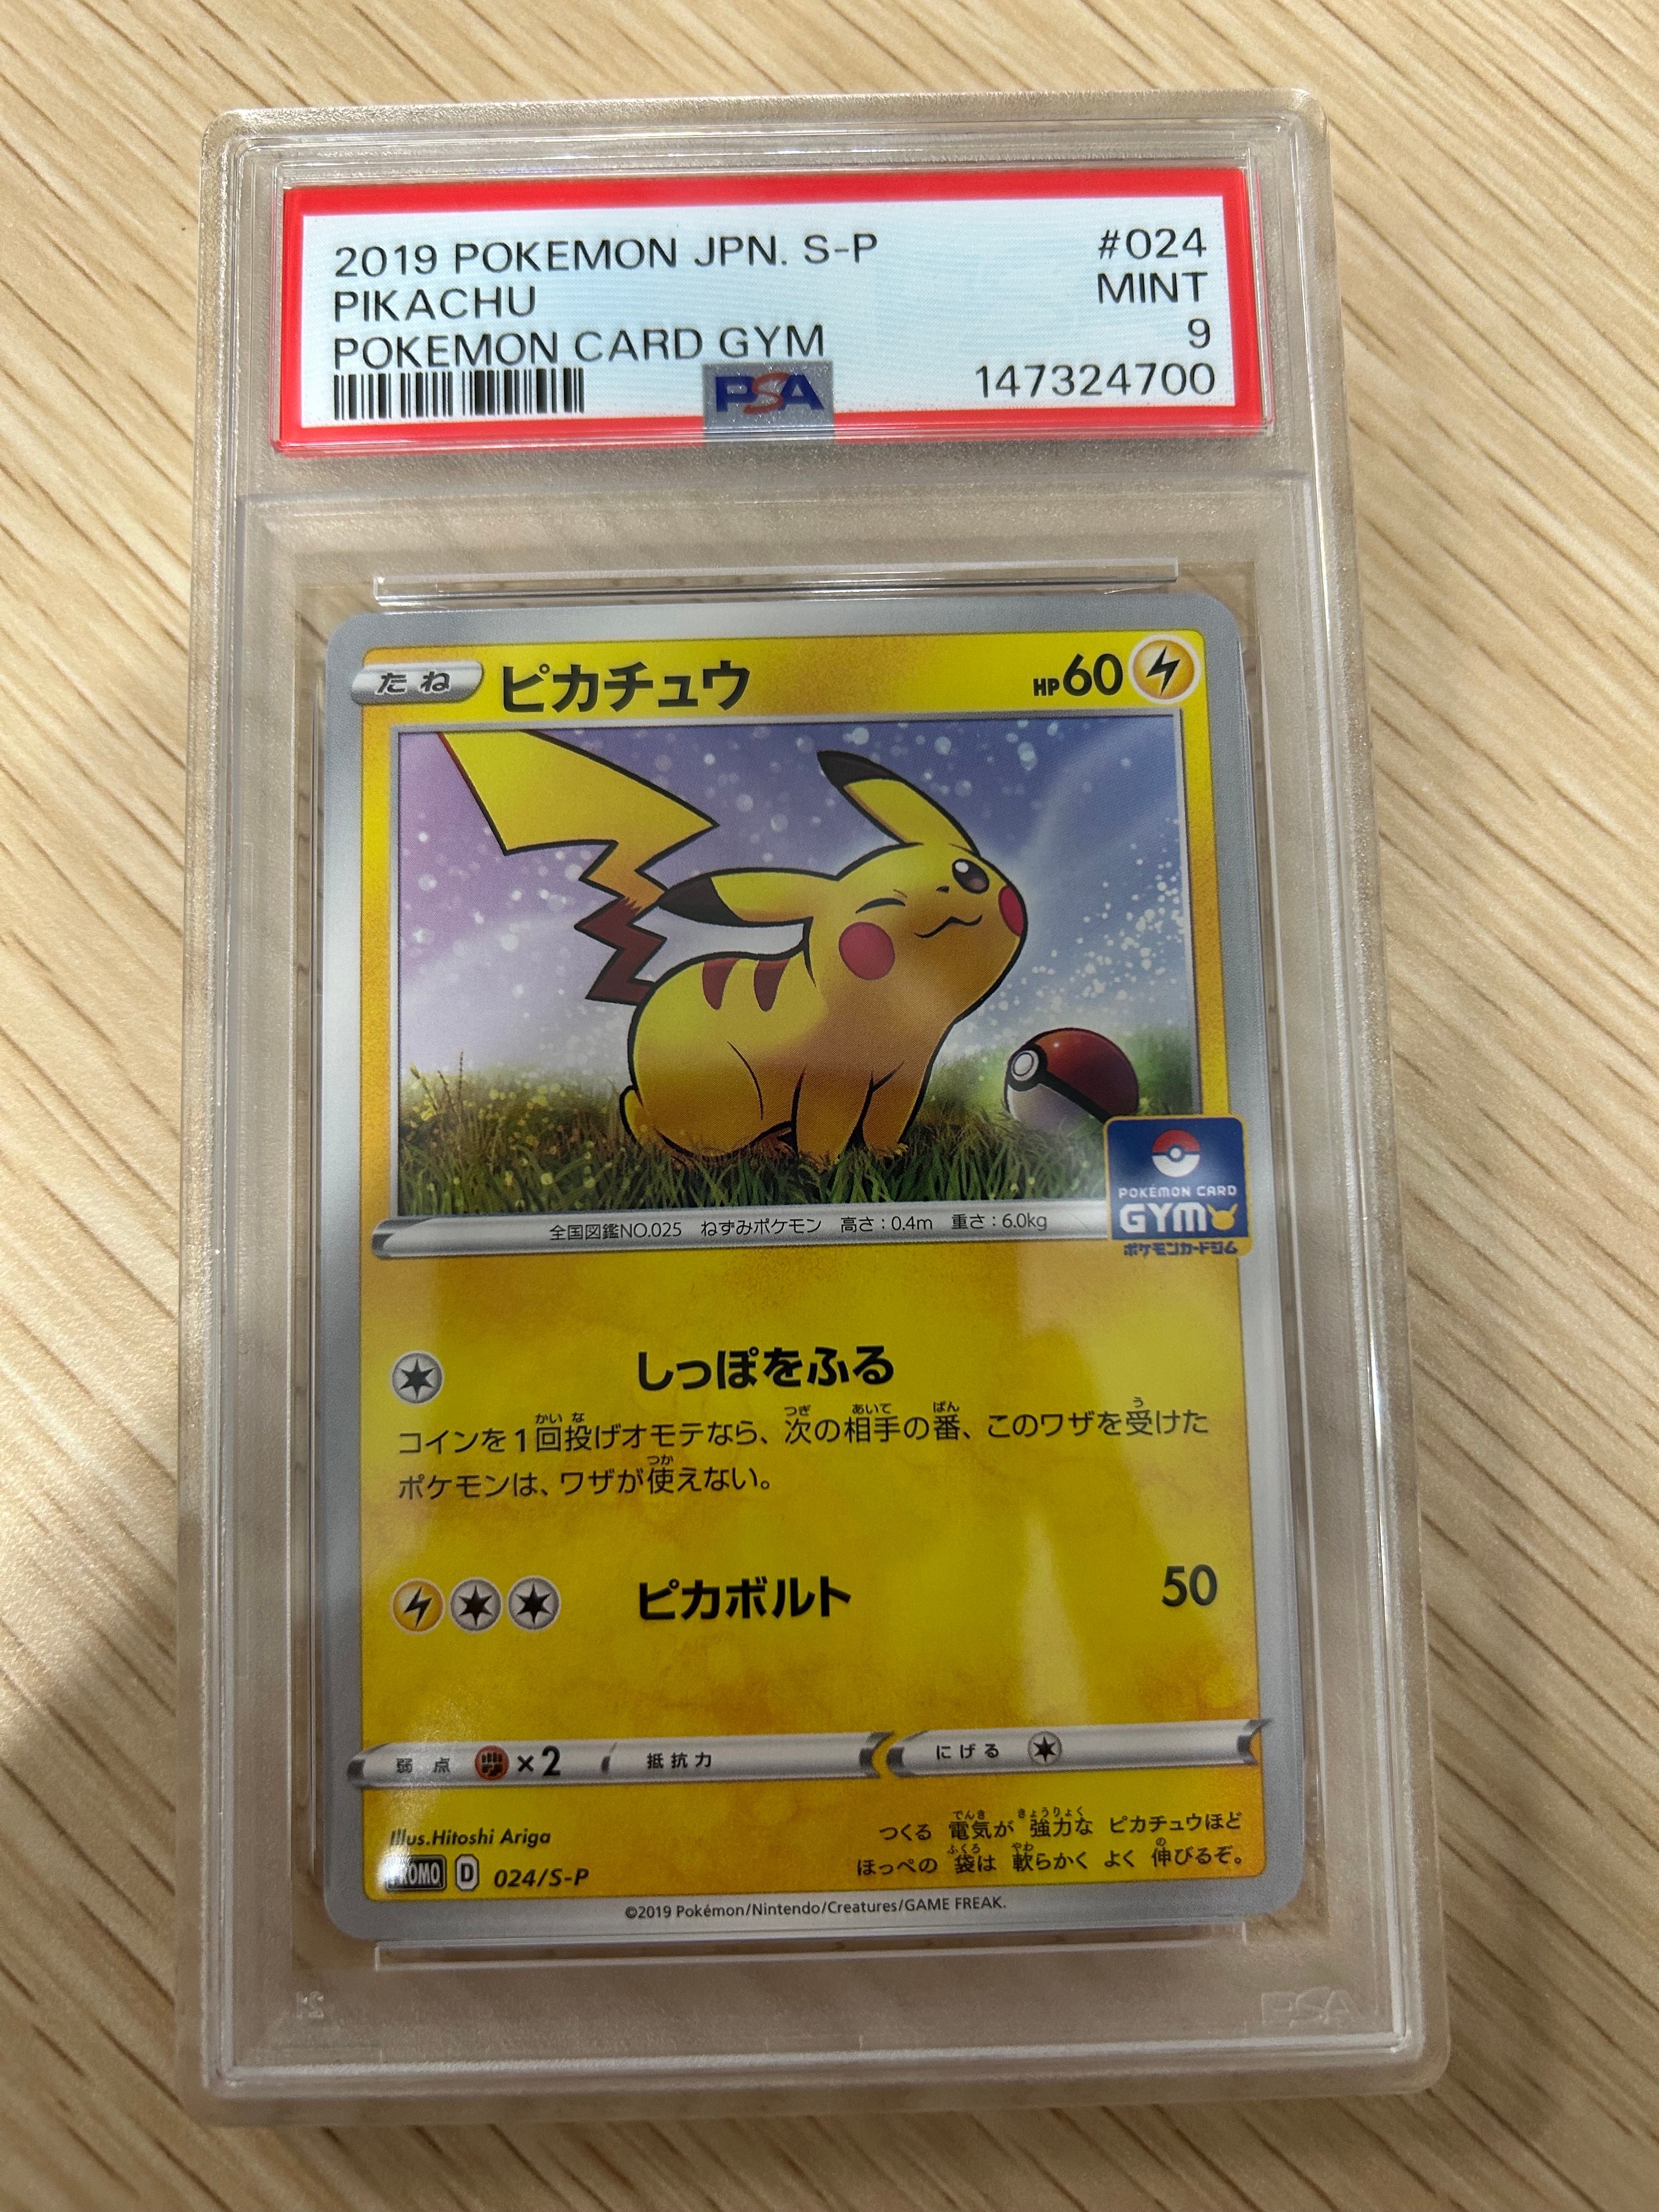 2019 POKEMON JPN. S-P #024
PIKACHU MINT
POKEMON CARD GYM 9
PSA 147324700
たね ピカチュウ HP60
全国図鑑NO.025 ねずみポケモン 高さ:0.4m 重さ:6.0kg
POKÉMON CARD
GYM
ポケモンカードジム
しっぽをふる
コインを1回投げオモテなら、次の相手の番、このワザを受けた
ポケモンは、ワザが使えない。
ピカボルト 50
弱点 ×2 抵抗力 にげる
Illus.Hitoshi Ariga
PROMO D 024/S-P
つくる 電気が 強力な ピカチュウほど
ほっぺの 袋は 軟らかく よく 伸びるぞ。
©2019 Pokémon/Nintendo/Creatures/GAME FREAK.
PSA